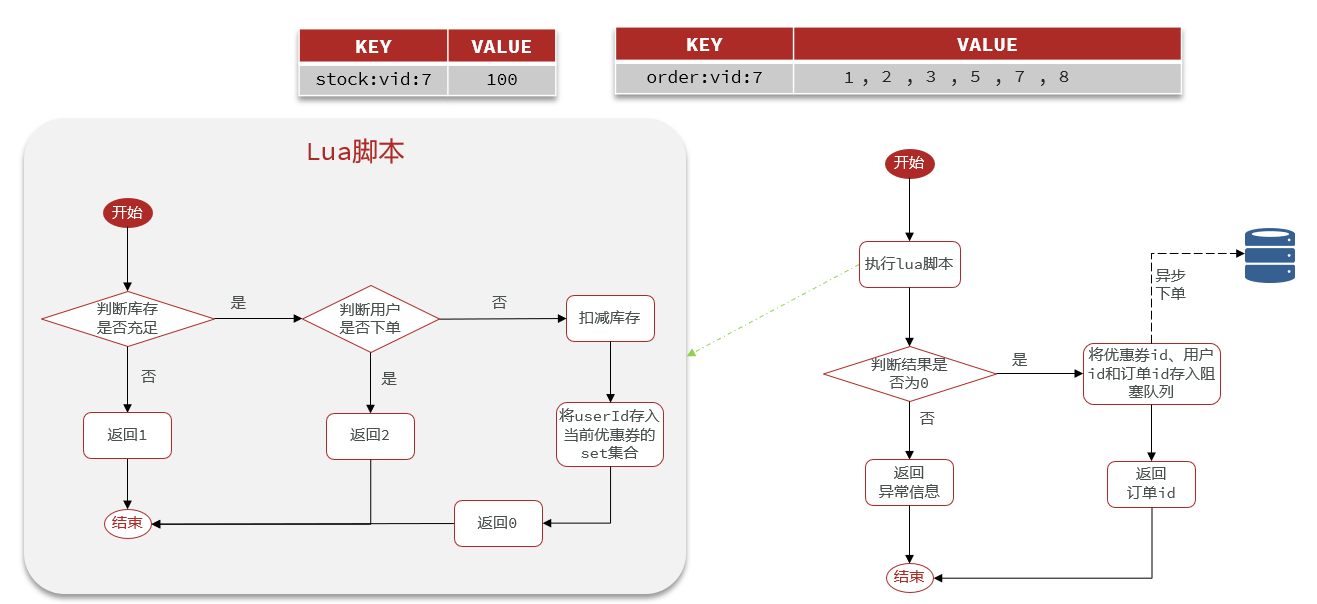 KEY VALUE
stock:vid:7 100
KEY VALUE
order:vid:7 1 , 2 , 3 , 5 , 7 , 8
Lua脚本
开始
判断库存
是否充足
是
否
返回1
结束
判断用户
是否下单
否
是
返回2
扣减库存
将userId存入
当前优惠券的
set集合
返回0
开始
执行lua脚本
判断结果是
否为0
是
否
返回
异常信息
结束
将优惠券id、用户
id和订单id存入阻
塞队列
异步
下单
返回
订单id